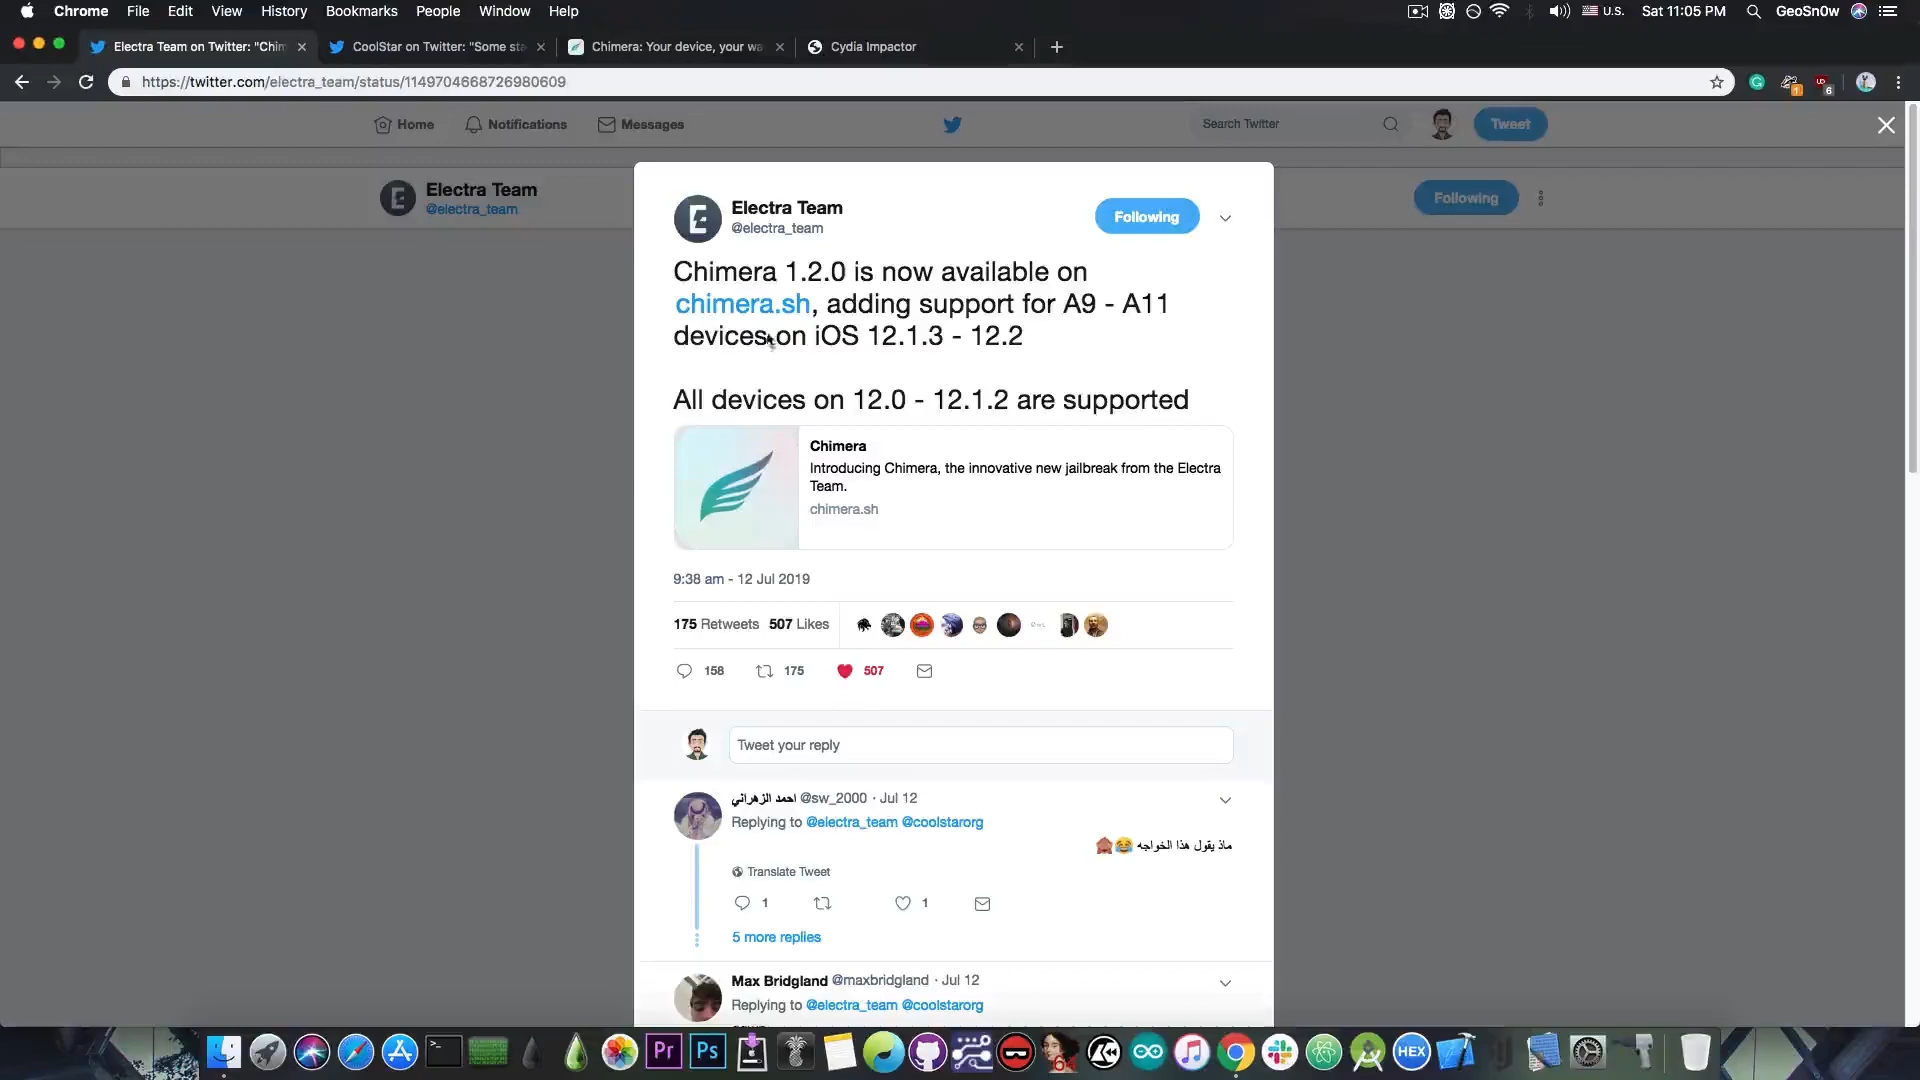 Chrome File Edit View History Bookmarks People Window Help
U.S. Sat 11:05 PM GeoSn0w
Electra Team on Twitter: "Chim
CoolStar on Twitter: "Some sta
Chimera: Your device, your wa
Cydia Impactor
https://twitter.com/electra_team/status/1149704668726980609
Home Notifications Messages
Search Twitter
Tweet
Electra Team
@electra_team
Following
Electra Team
@electra_team
Following
Chimera 1.2.0 is now available on
chimera.sh, adding support for A9 - A11
devices on iOS 12.1.3 - 12.2
All devices on 12.0 - 12.1.2 are supported
Chimera
Introducing Chimera, the innovative new jailbreak from the Electra
Team.
chimera.sh
9:38 am - 12 Jul 2019
175 Retweets 507 Likes
158 175 507
Tweet your reply
احمد الزهراني @sw_2000 · Jul 12
Replying to @electra_team @coolstarorg
ماذ يقول هذا الخواجه 😂🙈
Translate Tweet
1 1
5 more replies
Max Bridgland @maxbridgland · Jul 12
Replying to @electra_team @coolstarorg
Pr Ps 64 HEX